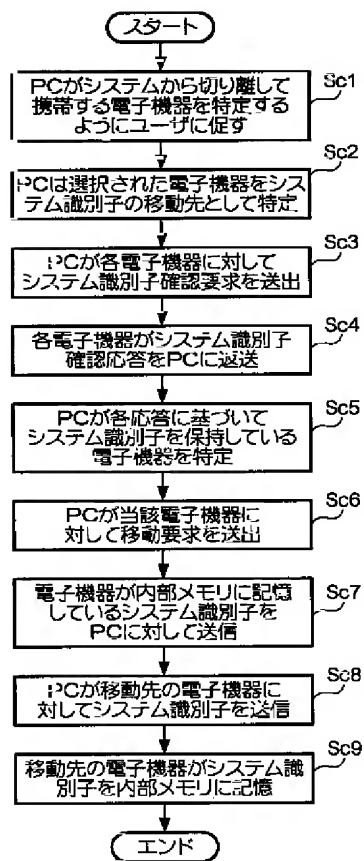 スタート
Sc1
PCがシステムから切り離して
携帯する電子機器を特定する
ようにユーザに促す
Sc2
PCは選択された電子機器をシス
テム識別子の移動先として特定
Sc3
PCが各電子機器に対して
システム識別子確認要求を送出
Sc4
各電子機器がシステム識別子
確認応答をPCに返送
Sc5
PCが各応答に基づいて
システム識別子を保持している
電子機器を特定
Sc6
PCが当該電子機器に
対して移動要求を送出
Sc7
電子機器が内部メモリに記憶
しているシステム識別子を
PCに対して送信
Sc8
PCが移動先の電子機器に
対してシステム識別子を送信
Sc9
移動先の電子機器がシステム識
別子を内部メモリに記憶
エンド